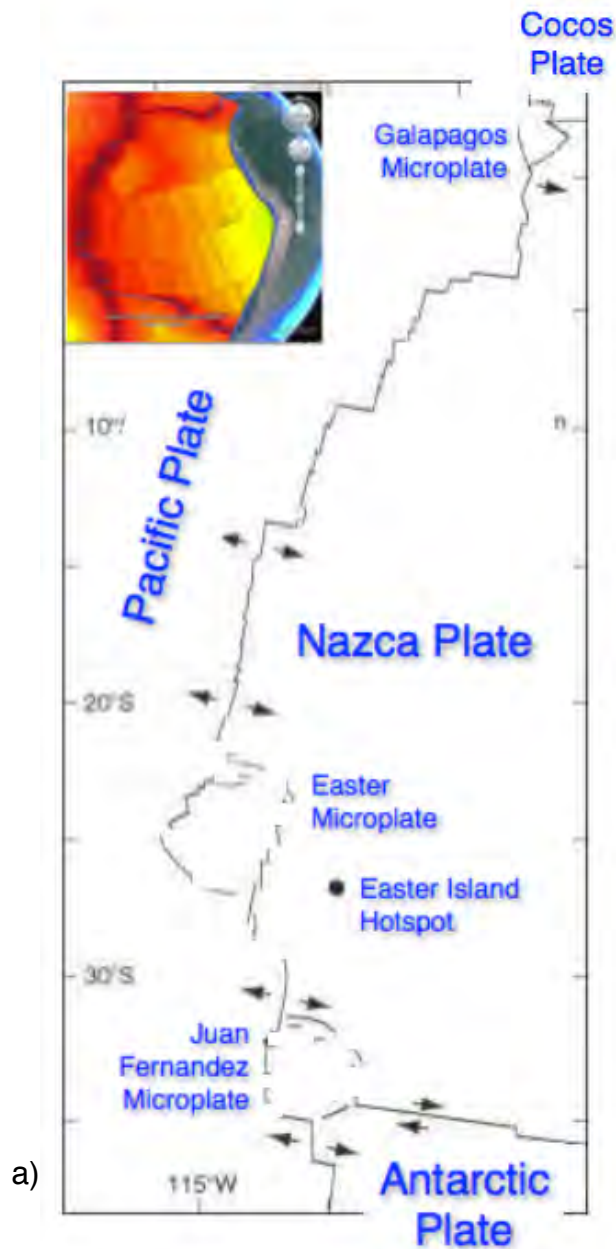 Cocos
Plate
Galapagos
Microplate
10°
n
Pacific Plate
Nazca Plate
20°S
Easter
Microplate
Easter Island
Hotspot
30°S
Juan
Fernandez
Microplate
a)
115°W
Antarctic
Plate